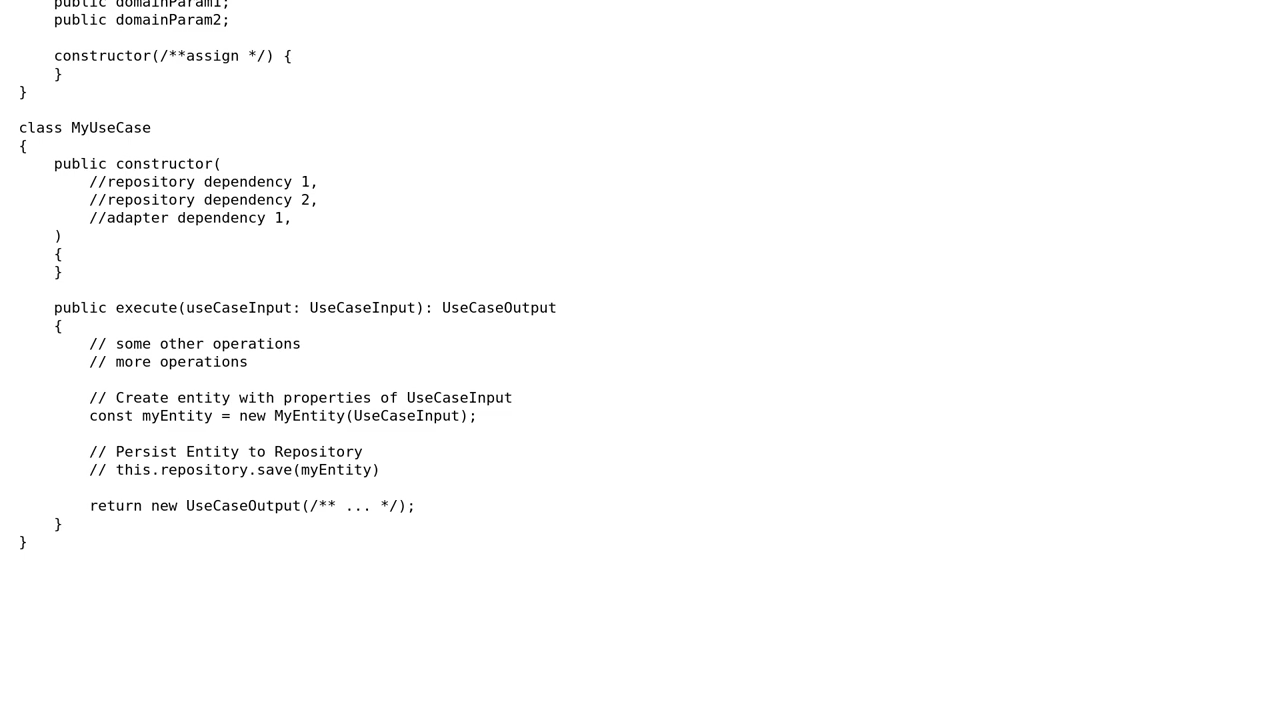 public domainParam1;
public domainParam2;
constructor(/**assign */) {
}
}
class MyUseCase
{
public constructor(
//repository dependency 1,
//repository dependency 2,
//adapter dependency 1,
)
{
}
public execute(useCaseInput: UseCaseInput): UseCaseOutput
{
// some other operations
// more operations
// Create entity with properties of UseCaseInput
const myEntity = new MyEntity(UseCaseInput);
// Persist Entity to Repository
// this.repository.save(myEntity)
return new UseCaseOutput(/** ... */);
}
}